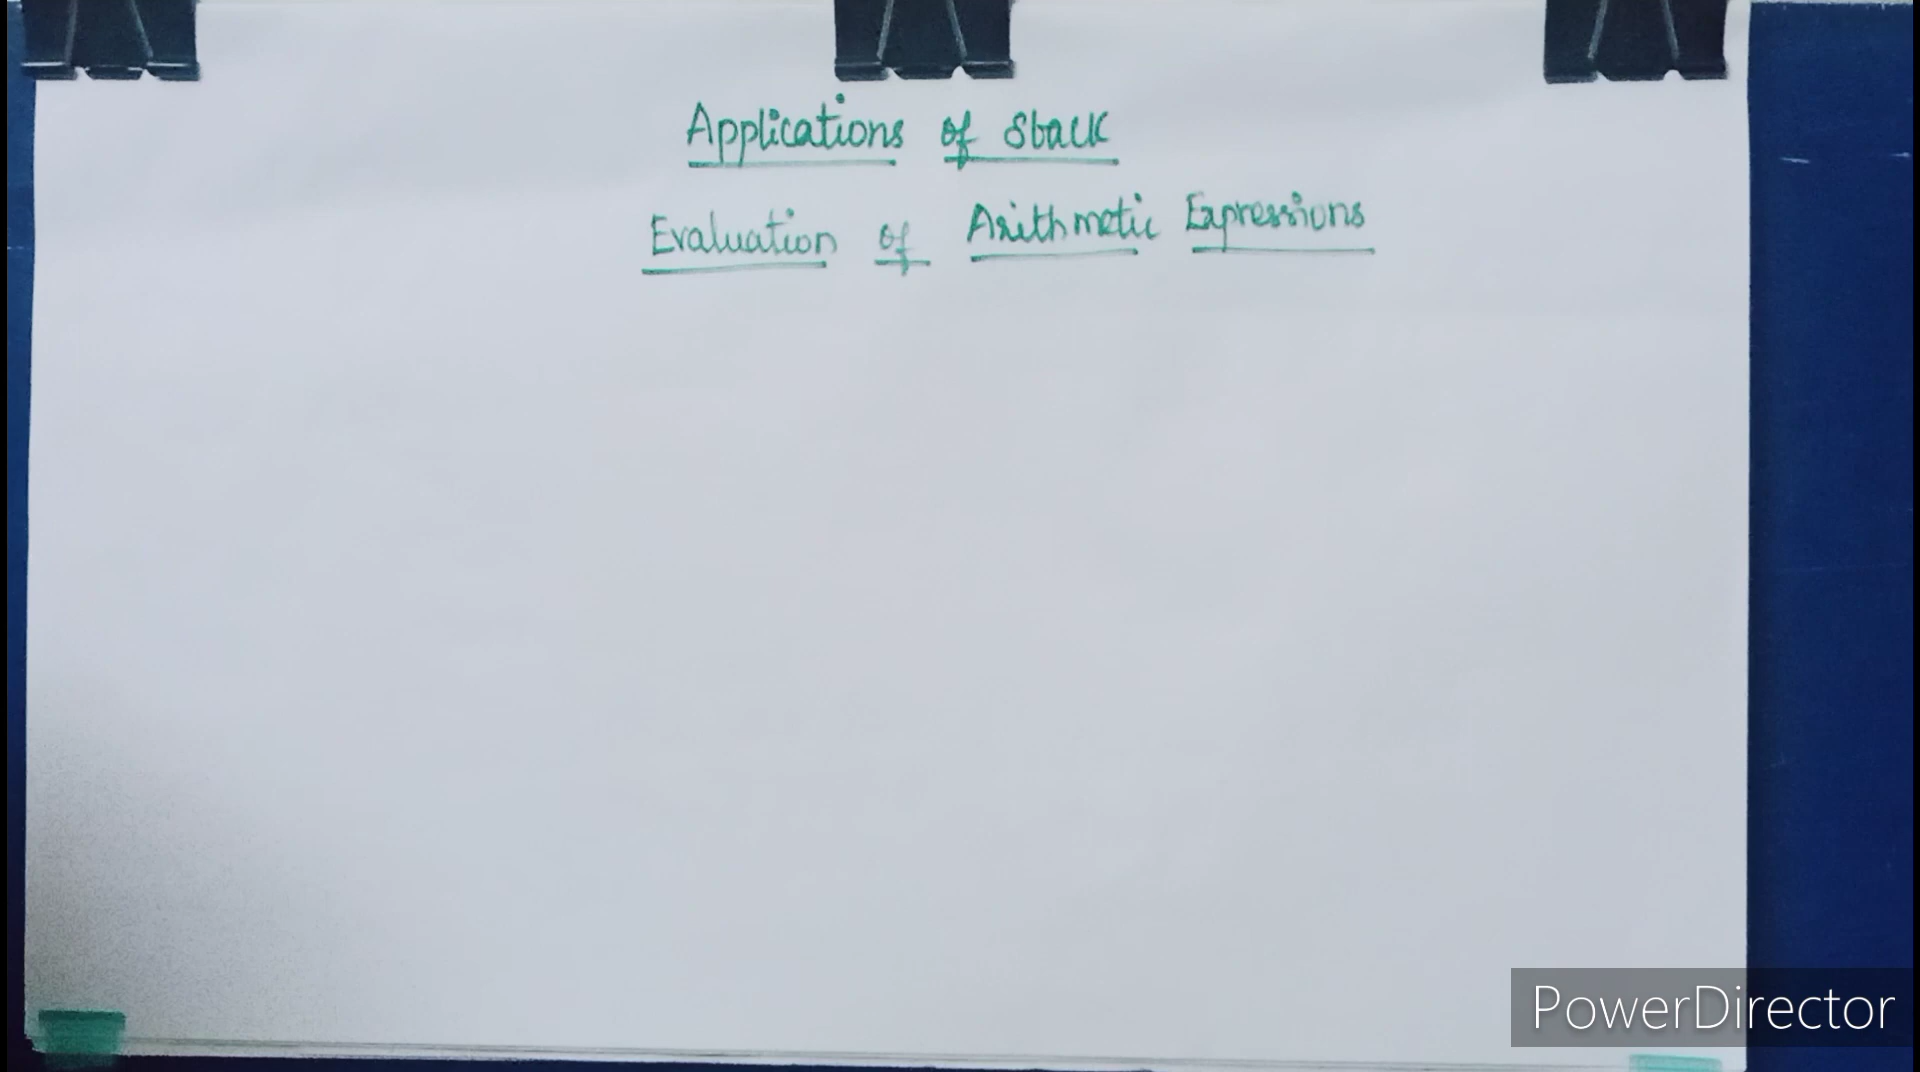 Applications of Stack
Evaluation of Arithmetic Expressions
PowerDirector